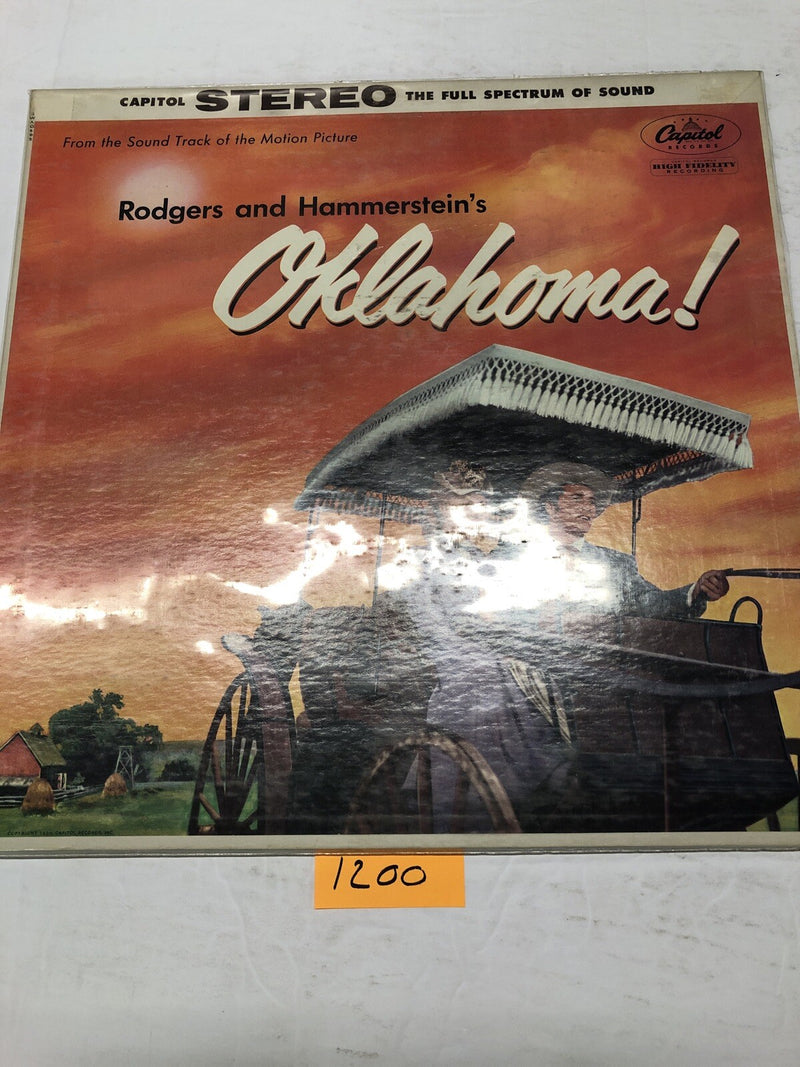 CAPITOL STEREO THE FULL SPECTRUM OF SOUND
From the Sound Track of the Motion Picture
Capitol
RECORDS
HIGH FIDELITY
RECORDING
Rodgers and Hammerstein's
Oklahoma!
1200